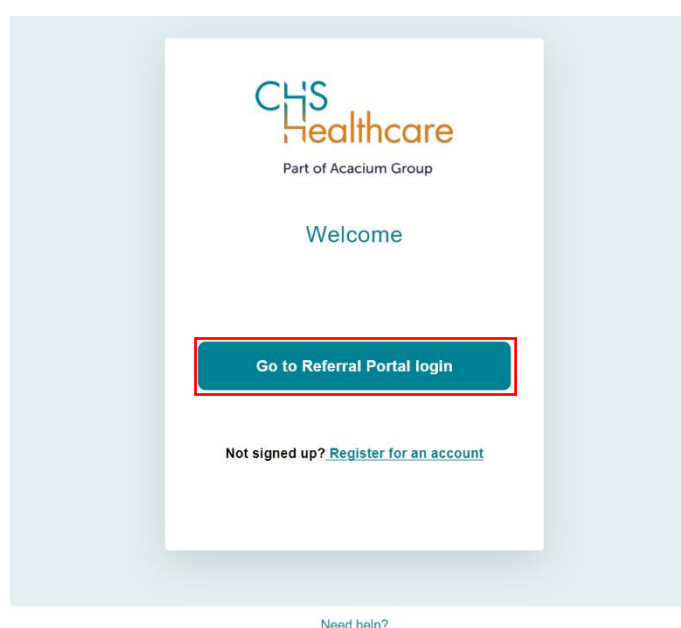 CHS
Healthcare
Part of Acacium Group
Welcome
Go to Referral Portal login
Not signed up? Register for an account
Need help?